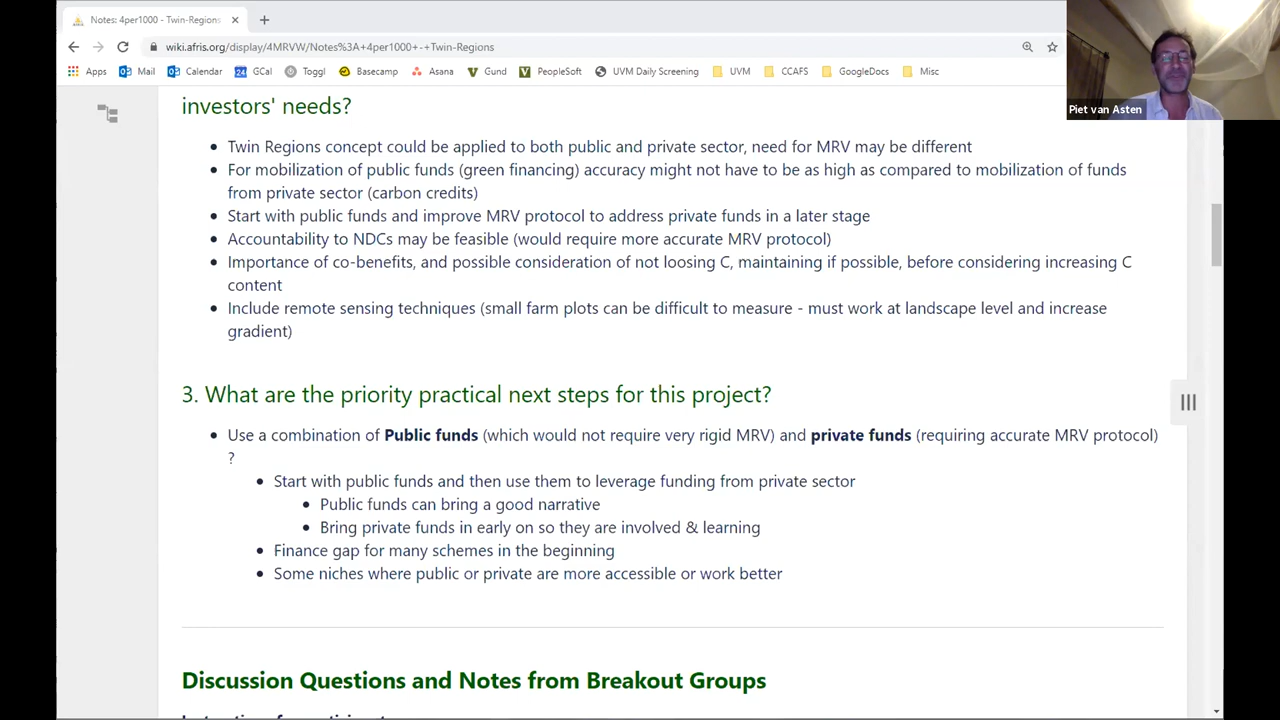 Notes: 4per1000 - Twin-Regions
wiki.afris.org/display/4MRVW/Notes%3A+4per1000+-+Twin-Regions
Apps Mail Calendar 24 GCal Toggl Basecamp Asana Gund PeopleSoft UVM Daily Screening UVM CCAFS GoogleDocs Misc
Piet van Asten
investors' needs?
• Twin Regions concept could be applied to both public and private sector, need for MRV may be different
• For mobilization of public funds (green financing) accuracy might not have to be as high as compared to mobilization of funds
from private sector (carbon credits)
• Start with public funds and improve MRV protocol to address private funds in a later stage
• Accountability to NDCs may be feasible (would require more accurate MRV protocol)
• Importance of co-benefits, and possible consideration of not loosing C, maintaining if possible, before considering increasing C
content
• Include remote sensing techniques (small farm plots can be difficult to measure - must work at landscape level and increase
gradient)
3. What are the priority practical next steps for this project?
• Use a combination of Public funds (which would not require very rigid MRV) and private funds (requiring accurate MRV protocol)
?
• Start with public funds and then use them to leverage funding from private sector
• Public funds can bring a good narrative
• Bring private funds in early on so they are involved & learning
• Finance gap for many schemes in the beginning
• Some niches where public or private are more accessible or work better
Discussion Questions and Notes from Breakout Groups